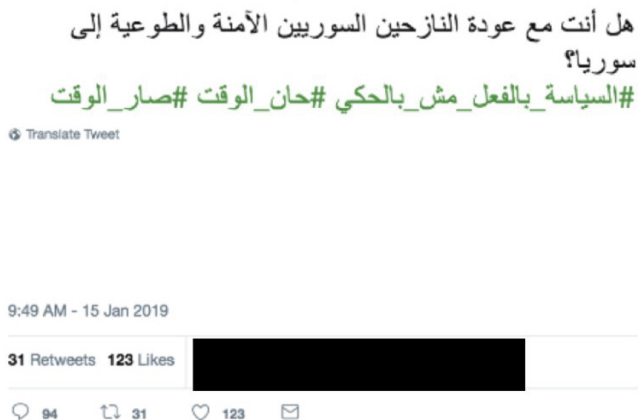 هل أنت مع عودة النازحين السوريين الآمنة والطوعية إلى
سوريا؟
#السياسة_بالفعل_مش_بالحكي #حان_الوقت #صار_الوقت
Translate Tweet
9:49 AM - 15 Jan 2019
31 Retweets 123 Likes
94 31 123